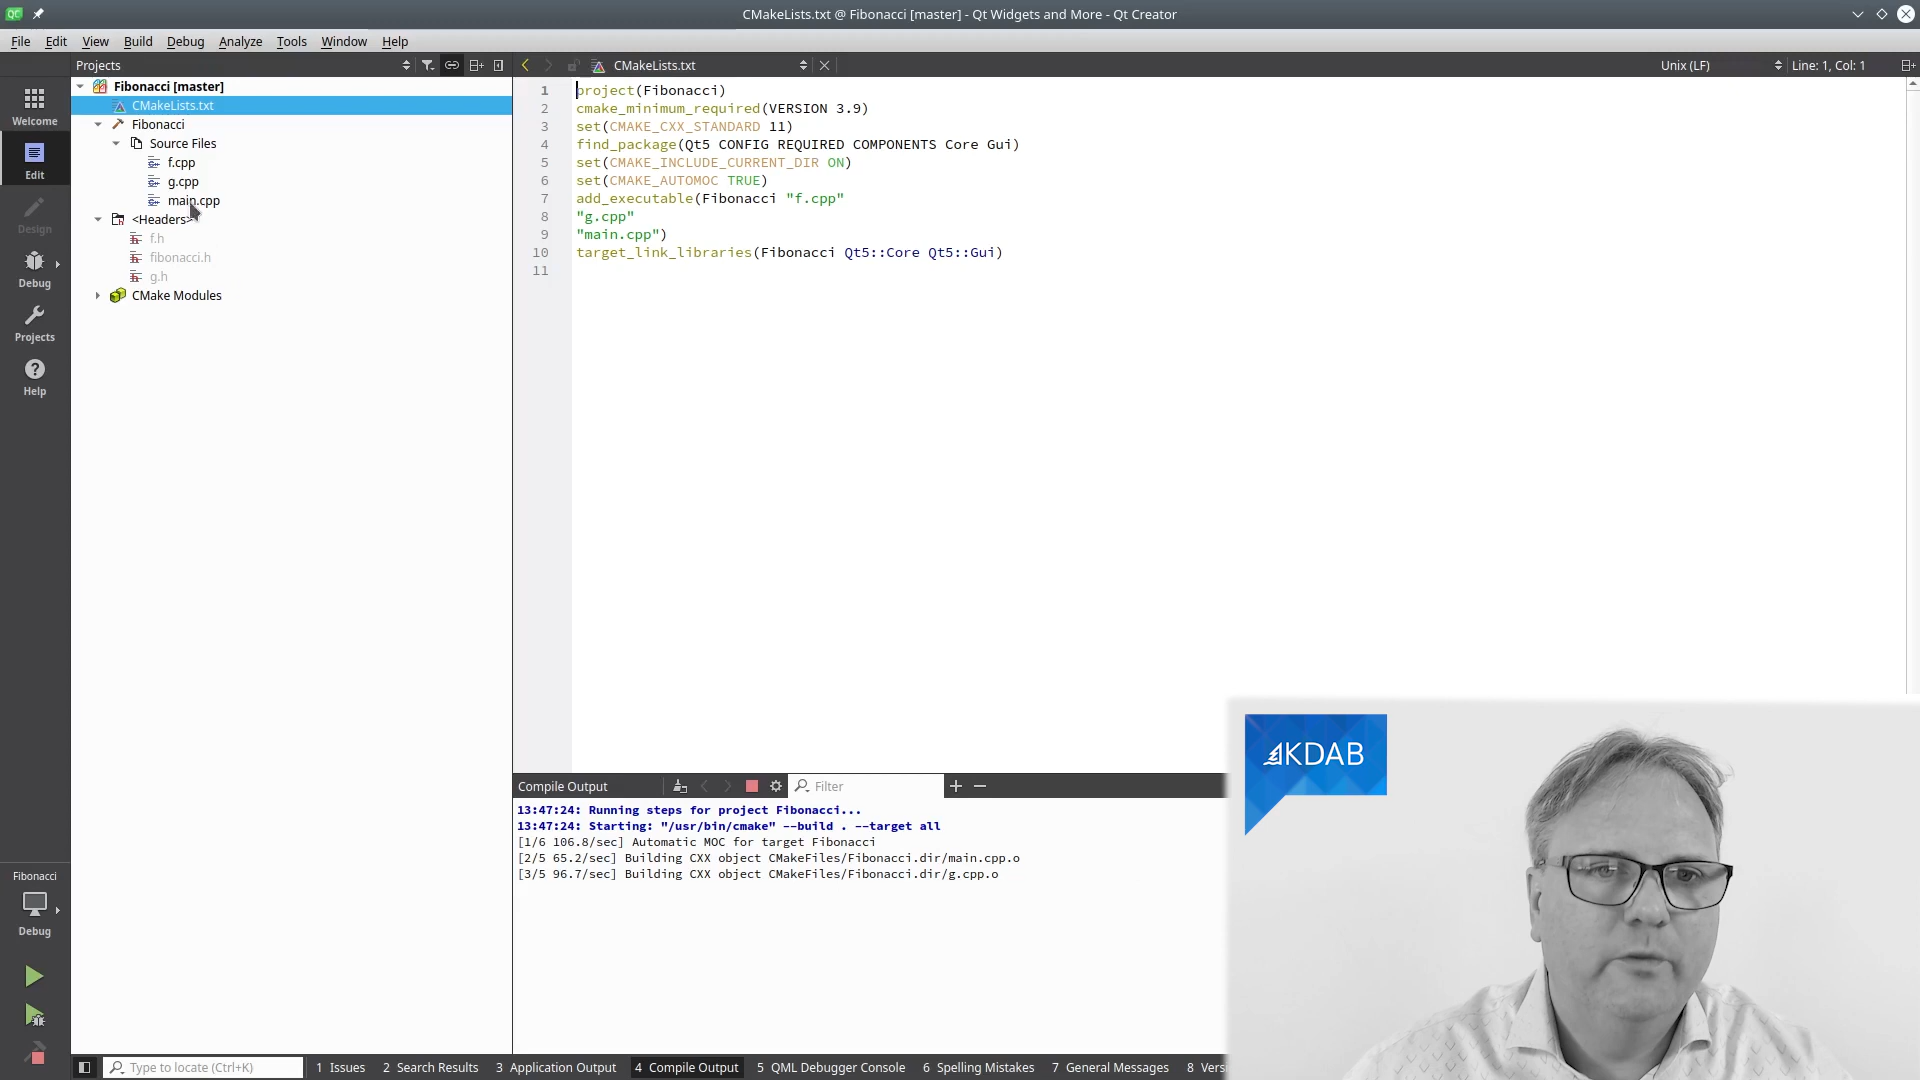 CMakeLists.txt @ Fibonacci [master] - Qt Widgets and More - Qt Creator
File Edit View Build Debug Analyze Tools Window Help
Projects
CMakeLists.txt
Unix (LF)
Line: 1, Col: 1
Welcome
Edit
Design
Debug
Projects
Help
Fibonacci [master]
CMakeLists.txt
Fibonacci
Source Files
f.cpp
g.cpp
main.cpp
<Headers>
f.h
fibonacci.h
g.h
CMake Modules
1 project(Fibonacci)
2 cmake_minimum_required(VERSION 3.9)
3 set(CMAKE_CXX_STANDARD 11)
4 find_package(Qt5 CONFIG REQUIRED COMPONENTS Core Gui)
5 set(CMAKE_INCLUDE_CURRENT_DIR ON)
6 set(CMAKE_AUTOMOC TRUE)
7 add_executable(Fibonacci "f.cpp"
8 "g.cpp"
9 "main.cpp")
10 target_link_libraries(Fibonacci Qt5::Core Qt5::Gui)
11
Compile Output
Filter
13:47:24: Running steps for project Fibonacci...
13:47:24: Starting: "/usr/bin/cmake" --build . --target all
[1/6 106.8/sec] Automatic MOC for target Fibonacci
[2/5 65.2/sec] Building CXX object CMakeFiles/Fibonacci.dir/main.cpp.o
[3/5 96.7/sec] Building CXX object CMakeFiles/Fibonacci.dir/g.cpp.o
KDAB
Fibonacci
Debug
Type to locate (Ctrl+K)
1 Issues 2 Search Results 3 Application Output 4 Compile Output 5 QML Debugger Console 6 Spelling Mistakes 7 General Messages 8 Versi